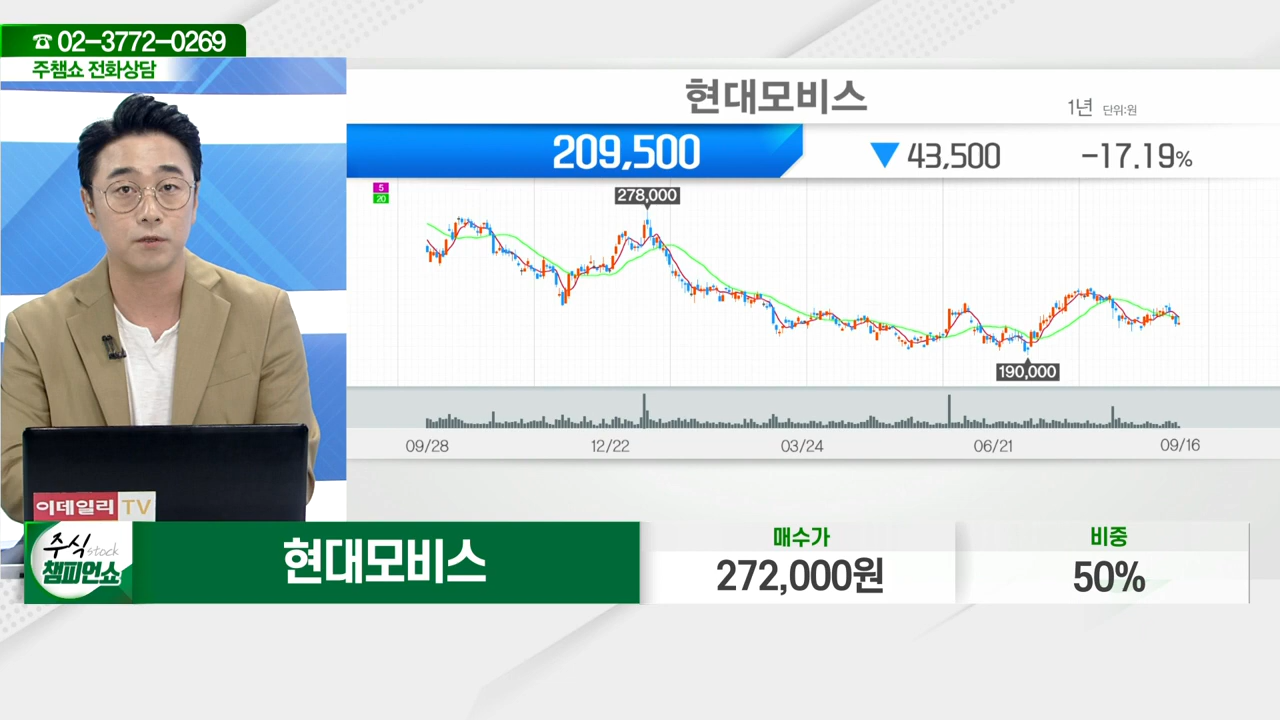 ☎ 02-3772-0269
주챔쇼 전화상담
현대모비스
1년 단위:원
209,500 ▼ 43,500 -17.19%
5
20
278,000
190,000
09/28 12/22 03/24 06/21 09/16
이데일리 TV
주식 stock
챔피언쇼
현대모비스
매수가
272,000원
비중
50%